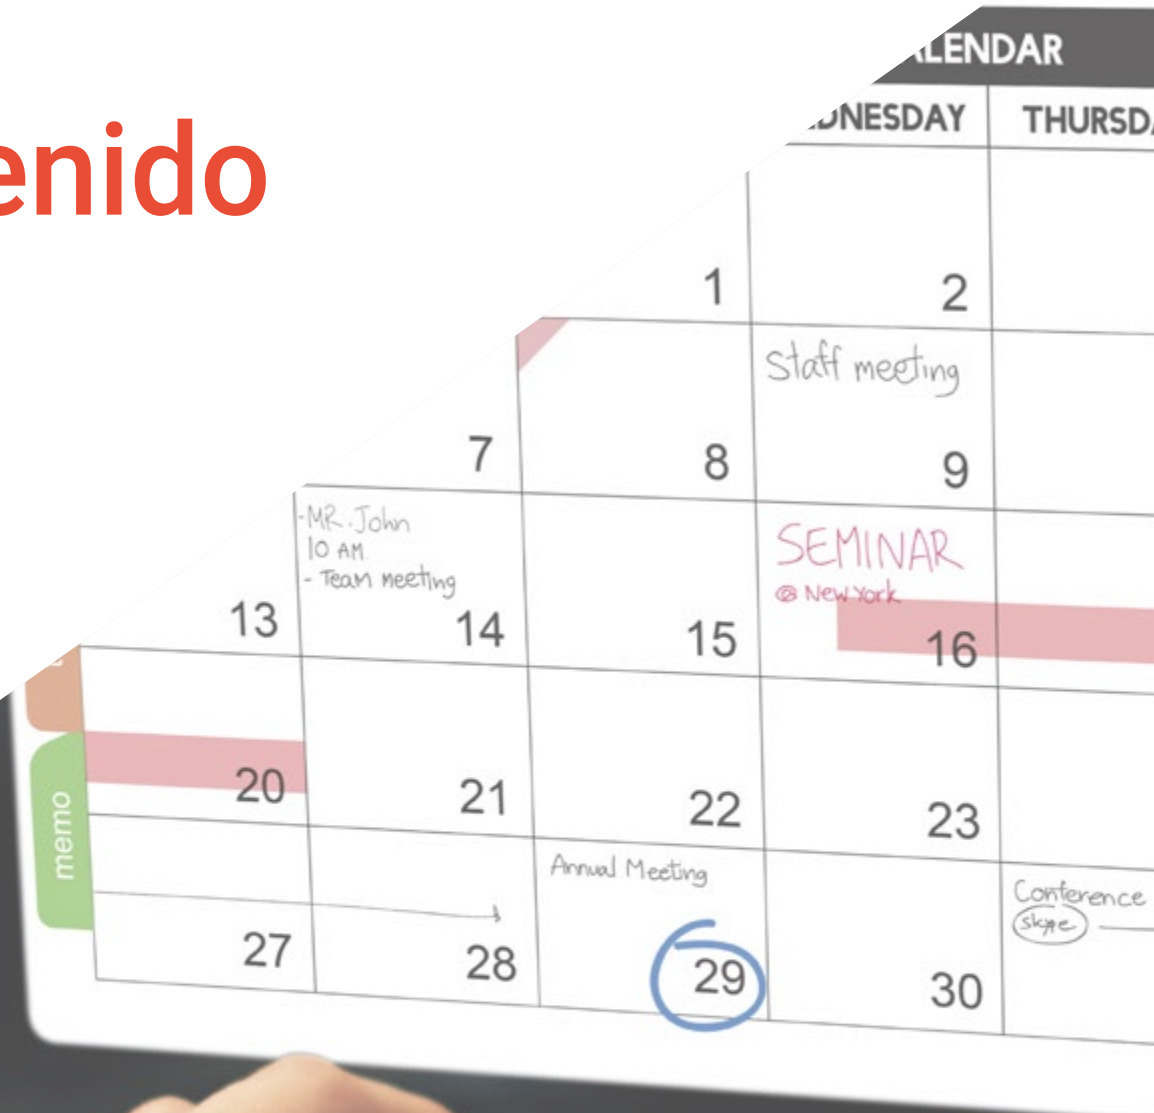 enido
LENDAR
DNESDAY THURSD
1 2
Staff meeting
7 8 9
-MR. John
10 AM
- Team meeting
SEMINAR
@ New York
13 14 15 16
20 21 22 23
memo
Annual Meeting
Conference
skype
27 28 29 30